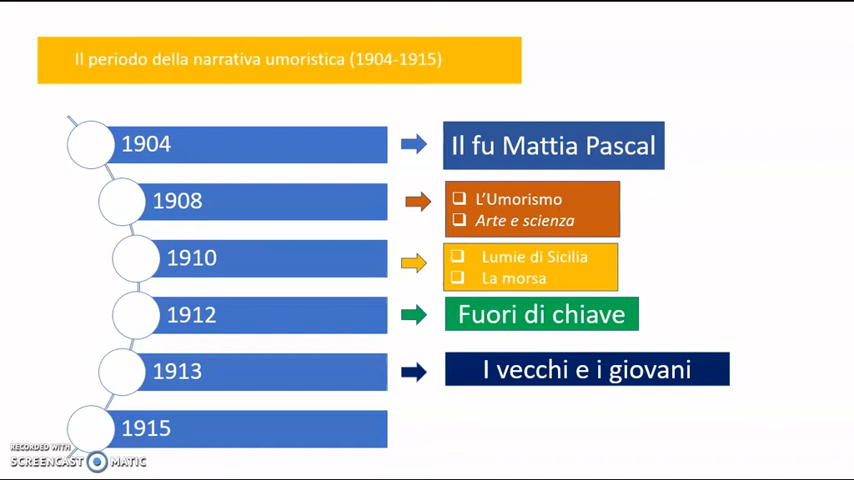 Il periodo della narrativa umoristica (1904-1915)
1904
Il fu Mattia Pascal
1908
L'Umorismo
Arte e scienza
1910
Lumie di Sicilia
La morsa
1912
Fuori di chiave
1913
I vecchi e i giovani
1915
RECORDED WITH
SCREENCAST MATIC